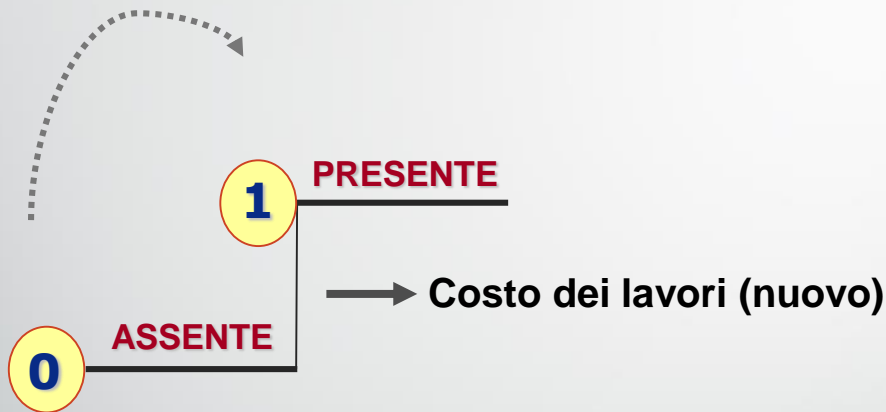 1
PRESENTE
Costo dei lavori (nuovo)
ASSENTE
0